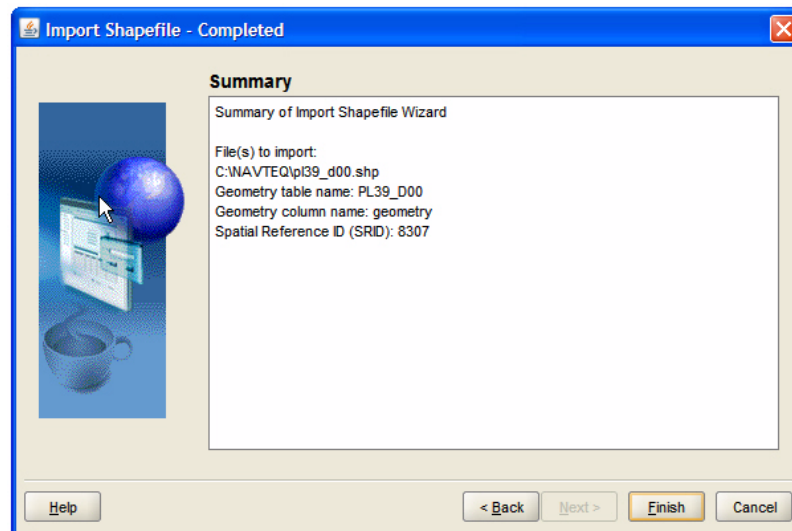 Import Shapefile - Completed
Summary
Summary of Import Shapefile Wizard
File(s) to import:
C:\NAVTEQ\pl39_d00.shp
Geometry table name: PL39_D00
Geometry column name: geometry
Spatial Reference ID (SRID): 8307
Help
< Back
Next >
Finish
Cancel